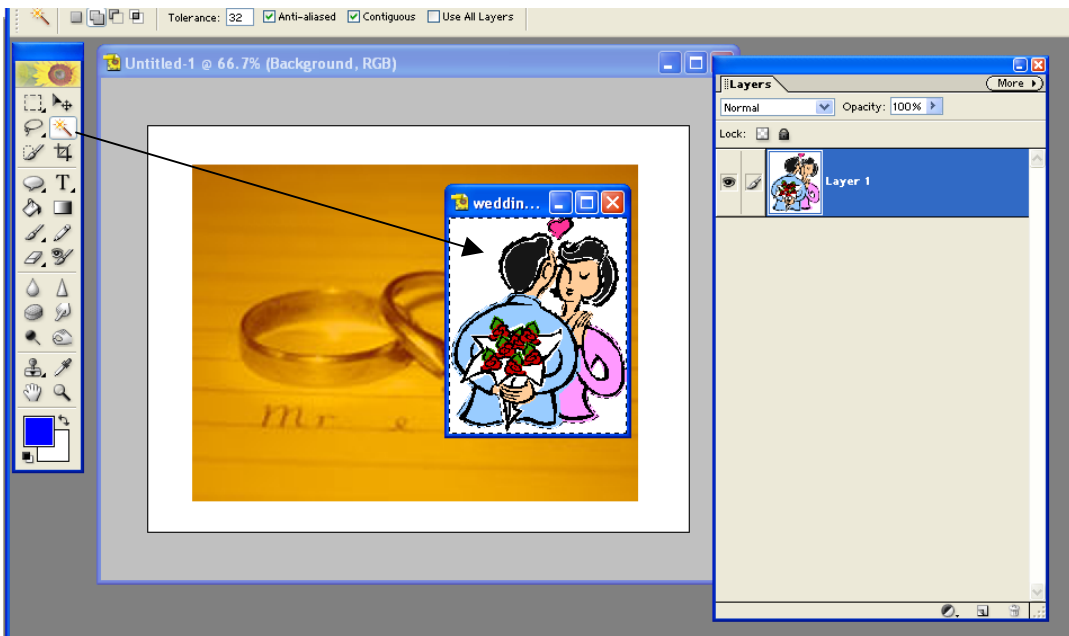 Tolerance: 32 Anti-aliased Contiguous Use All Layers
Untitled-1 @ 66.7% (Background, RGB)
Layers
More
Normal Opacity: 100%
Lock:
Layer 1
weddin...
T
Mr